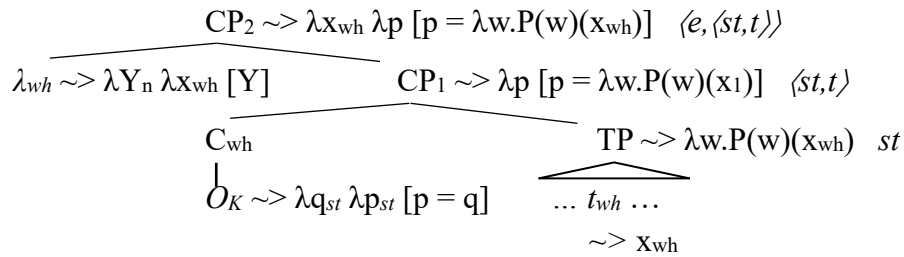 CP₂ ~> λx_wh λp [p = λw.P(w)(x_wh)] ⟨e,⟨st,t⟩⟩
λ_wh ~> λY_n λx_wh [Y] CP₁ ~> λp [p = λw.P(w)(x₁)] ⟨st,t⟩
C_wh TP ~> λw.P(w)(x_wh) st
O_K ~> λq_st λp_st [p = q] ... t_wh ...
~> x_wh